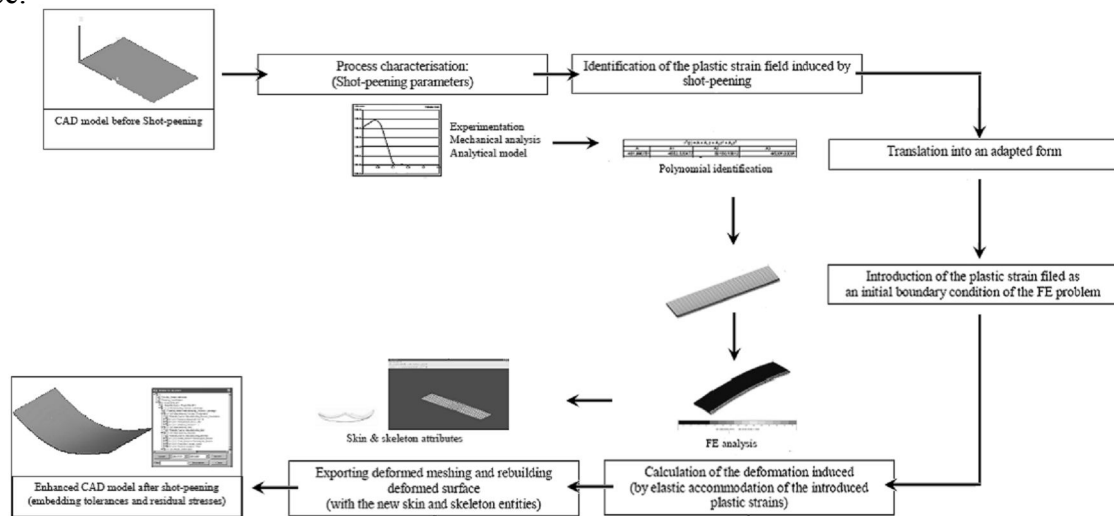 CAD model before Shot-peening
Process characterisation:
(Shot-peening parameters)
Identification of the plastic strain field induced by
shot-peening
Experimentation
Mechanical analysis
Analytical model
Polynomial identification
Translation into an adapted form
Introduction of the plastic strain filed as
an initial boundary condition of the FE problem
FE analysis
Skin & skeleton attributes
Calculation of the deformation induced
(by elastic accommodation of the introduced
plastic strains)
Exporting deformed meshing and rebuilding
deformed surface
(with the new skin and skeleton entities)
Enhanced CAD model after shot-peening
(embedding tolerances and residual stresses)